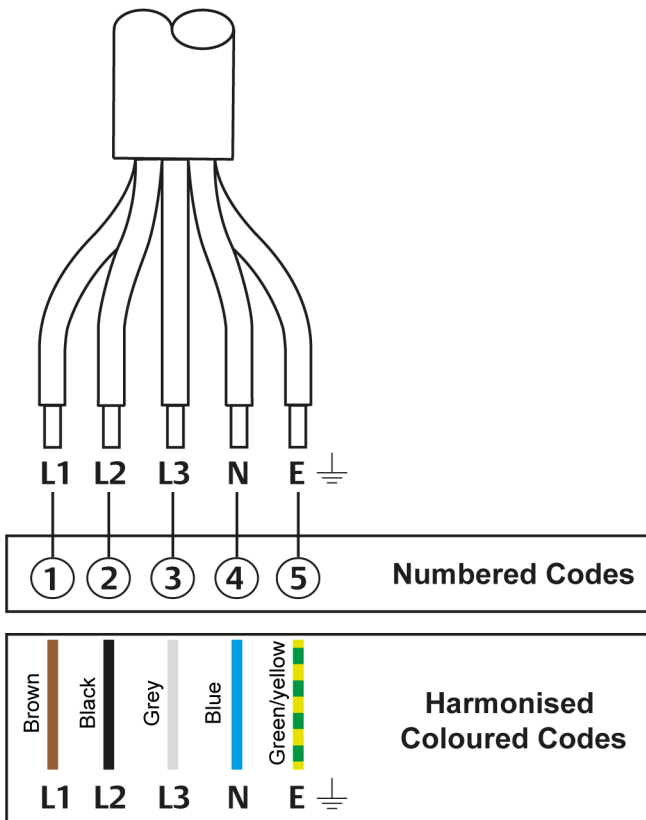 L1 L2 L3 N E
1 2 3 4 5 Numbered Codes
Brown
Black
Grey
Blue
Green/yellow
Harmonised
Coloured Codes
L1 L2 L3 N E